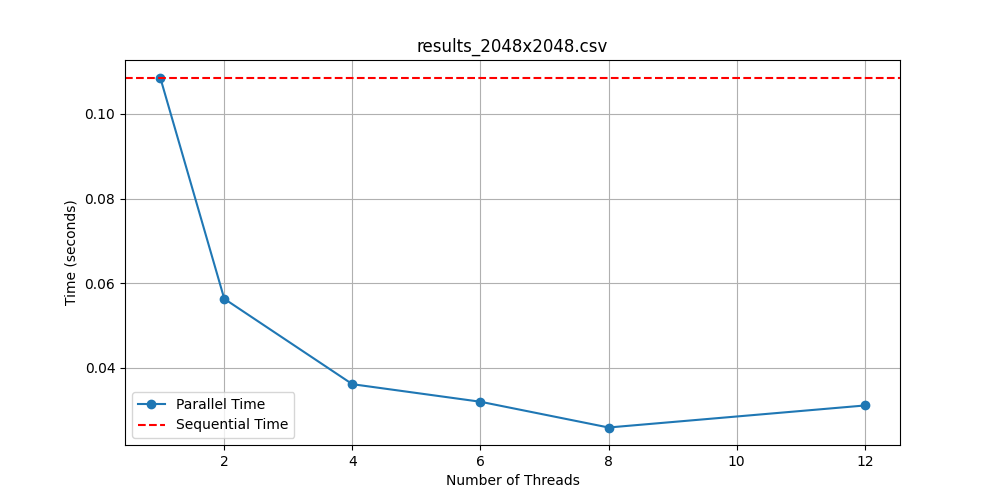 results_2048x2048.csv
Time (seconds)
0.10
0.08
0.06
0.04
Parallel Time
Sequential Time
2 4 6 8 10 12
Number of Threads